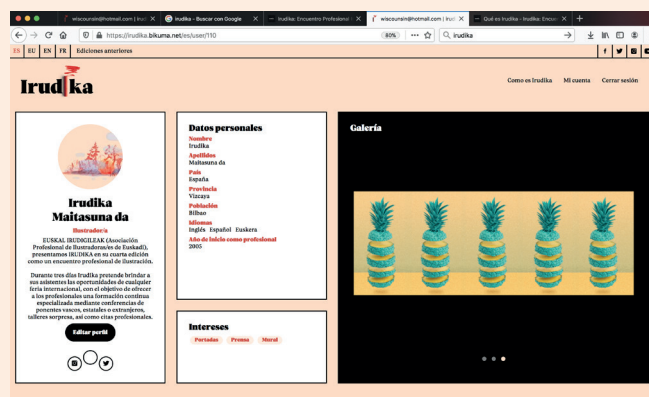 wiscoursin@hotmail.com | irud
irudika - Buscar con Google
Irudika: Encuentro Profesional
wiscoursin@hotmail.com | irud
Qué es Irudika - Irudika: Encuen
https://irudika.bikuma.net/es/user/110
80%
irudika
ES EU EN FR Ediciones anteriores
Irudika
Como es Irudika Mi cuenta Cerrar sesión
Irudika
Maitasuna da
Ilustrador/a
EUSKAL IRUDIGILEAK (Asociación
Profesional de Ilustradoras/es de Euskadi),
presentamos IRUDIKA en su cuarta edición
como un encuentro profesional de ilustración.
Durante tres días Irudika pretende brindar a
sus asistentes las oportunidades de cualquier
feria internacional, con el objetivo de ofrecer
a los profesionales una formación continua
especializada mediante conferencias de
ponentes vascos, estatales o extranjeros,
talleres sorpresa, así como citas profesionales.
Editar perfil
Datos personales
Nombre
Irudika
Apellidos
Maitasuna da
País
España
Provincia
Vizcaya
Población
Bilbao
Idiomas
Inglés Español Euskera
Año de inicio como profesional
2005
Intereses
Portadas Prensa Mural
Galería